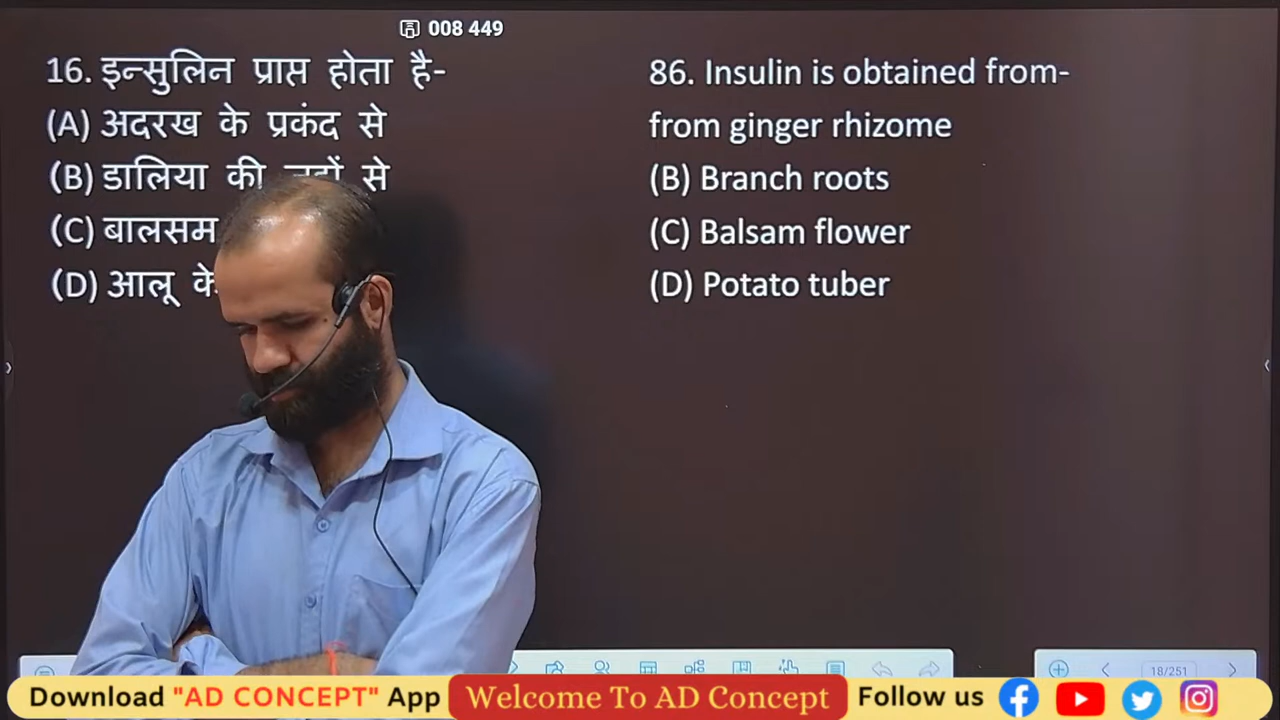 008 449
16. इन्सुलिन प्राप्त होता है-
(A) अदरख के प्रकंद से
(B) डालिया की से
(C) बालसम
(D) आलू के
86. Insulin is obtained from-
from ginger rhizome
(B) Branch roots
(C) Balsam flower
(D) Potato tuber
18/251
Download "AD CONCEPT" App Welcome To AD Concept Follow us